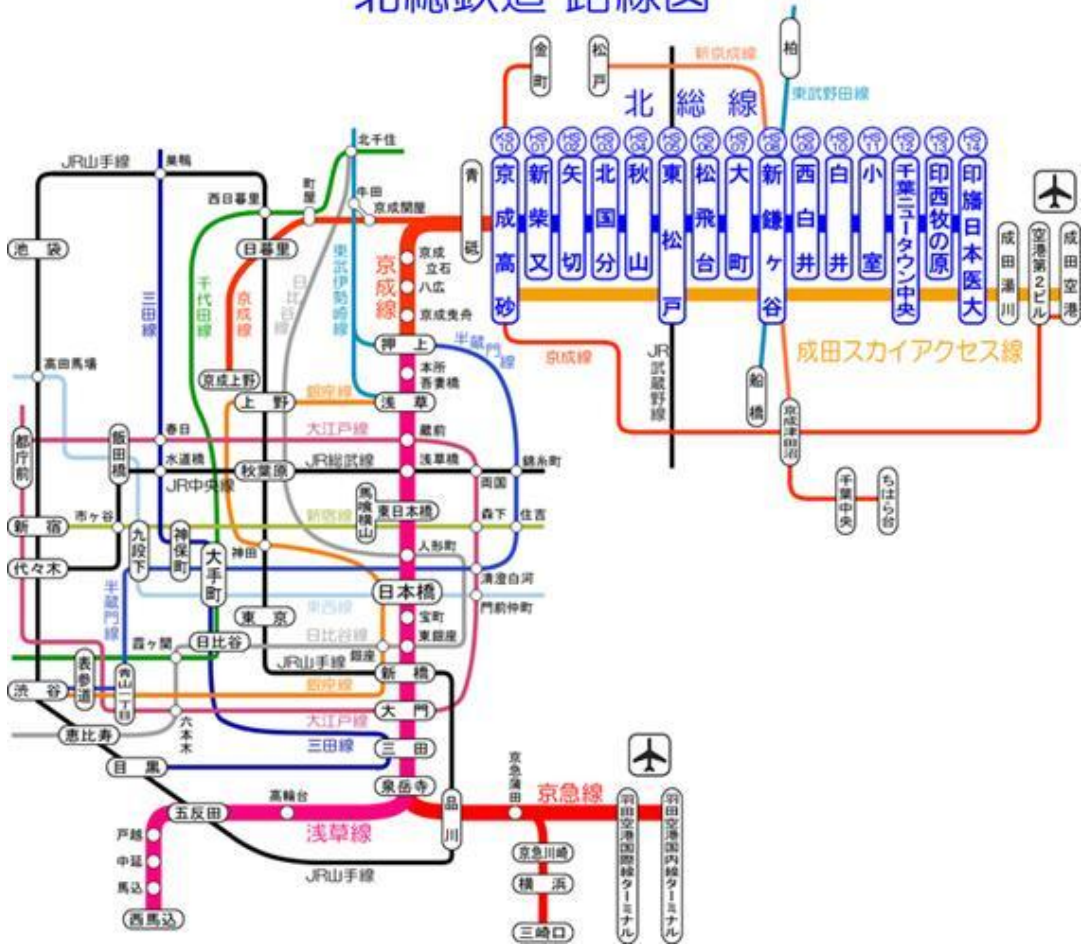 北総鉄道 路線図
金町
松戸
新京成線
柏
東武野田線
北総線
KS10
HS01
HS02
HS03
HS04
HS05
HS06
HS07
HS08
HS09
HS10
HS11
HS12
HS13
HS14
青砥
京成高砂
新柴又
矢切
北国分
秋山
東松戸
松飛台
大町
新鎌ヶ谷
西白井
白井
小室
千葉ニュータウン中央
印西牧の原
印旛日本医大
成田湯川
空港第2ビル
成田空港
成田スカイアクセス線
京成線
JR武蔵野線
船橋
京成津田沼
千葉中央
ちはら台
JR山手線
巣鴨
北千住
西日暮里
町屋
牛田
京成関屋
池袋
日暮里
三田線
千代田線
京成線
日比谷線
東武伊勢崎線
京成線
京成立石
八広
京成曳舟
押上
半蔵門線
高田馬場
京成上野
本所吾妻橋
上野
銀座線
浅草
都庁前
飯田橋
春日
大江戸線
蔵前
水道橋
秋葉原
JR総武線
浅草橋
両国
錦糸町
JR中央線
馬喰横山
東日本橋
新宿
市ヶ谷
新宿線
森下
住吉
九段下
神保町
大手町
神田
人形町
代々木
清澄白河
日本橋
半蔵門線
東京
東西線
門前仲町
宝町
霞ヶ関
日比谷
日比谷線
東銀座
JR山手線
銀座
新橋
表参道
青山一丁目
渋谷
銀座線
大門
六本木
大江戸線
恵比寿
三田線
三田
目黒
泉岳寺
高輪台
五反田
浅草線
品川
京急蒲田
京急線
戸越
中延
馬込
西馬込
JR山手線
京急川崎
横浜
三崎口
羽田空港国際線ターミナル
羽田空港国内線ターミナル